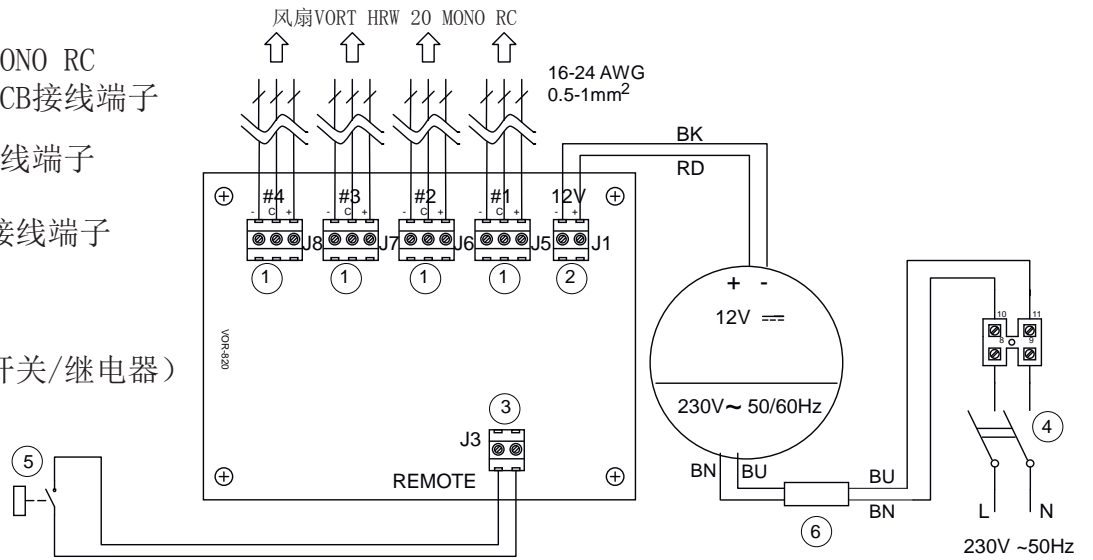 风扇VORT HRW 20 MONO RC
ONO RC
CB接线端子
线端子
接线端子
开关/继电器）
16-24 AWG
0.5-1mm²
BK
RD
#4 #3 #2 #1 12V
- C + - C + - C + - C + - +
J8 J7 J6 J5 J1
1 1 1 1 2
VOR-820
+ -
12V ⎓
230V~ 50/60Hz
10 11
8 9
4
3
J3
REMOTE
5
BN BU
BU
BN
6
L N
230V ~50Hz